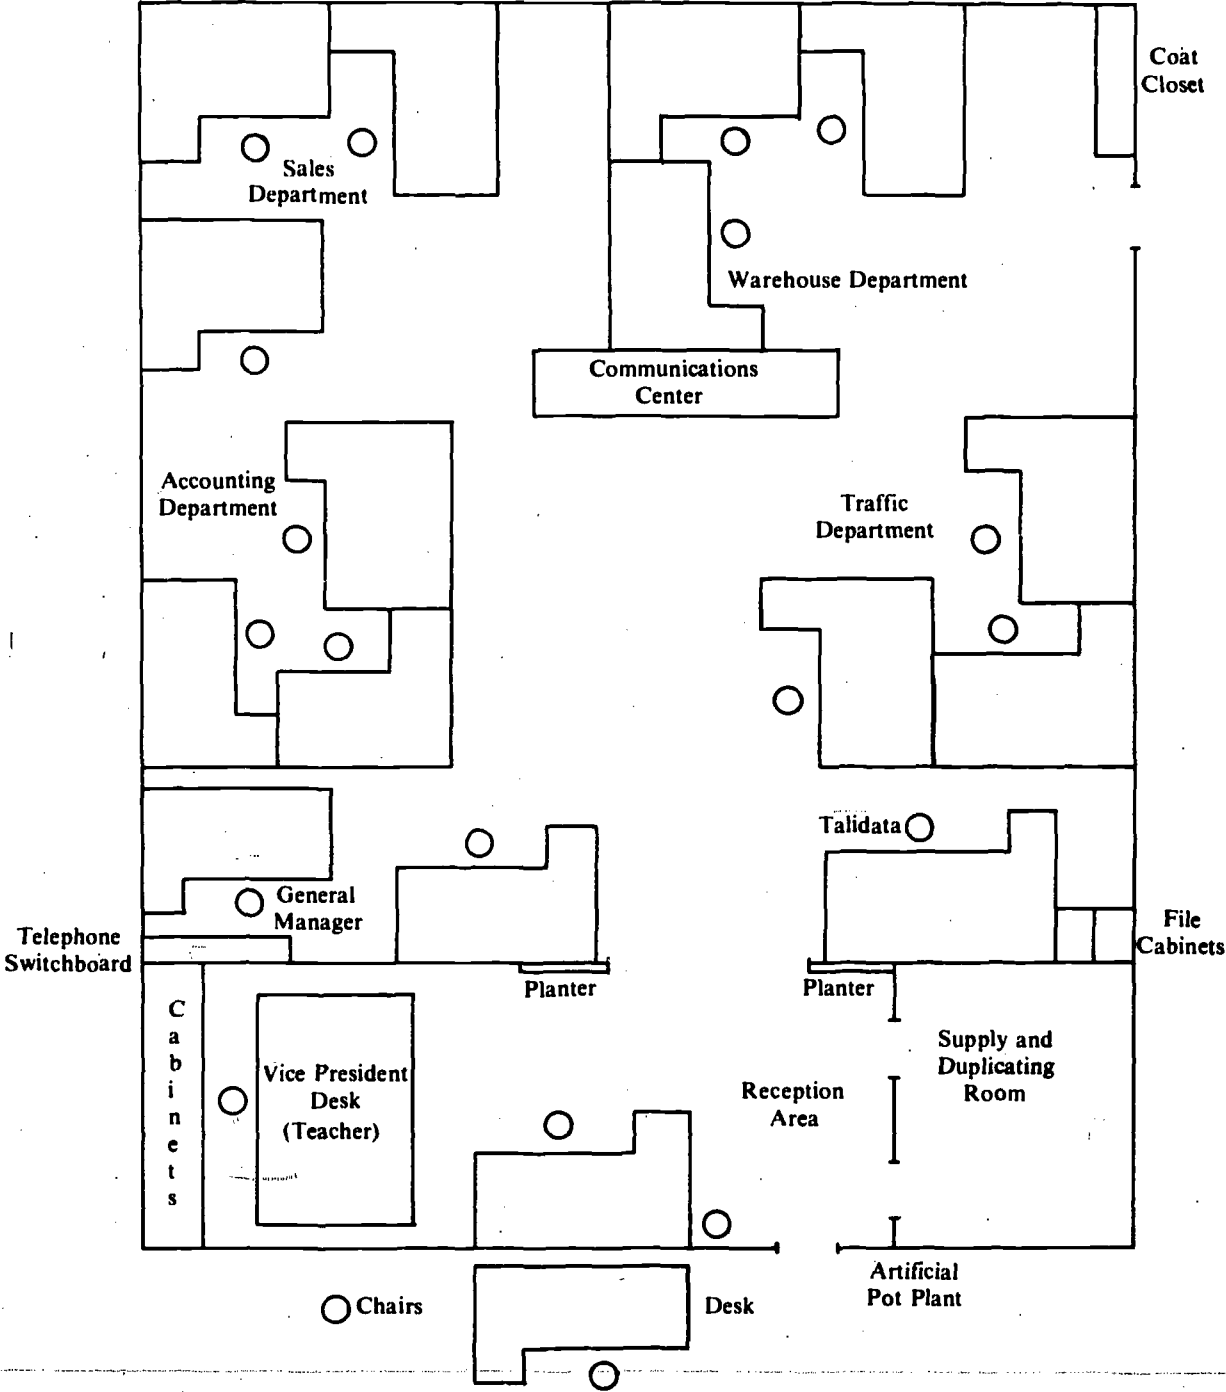 Coat
Closet
Sales
Department
Warehouse Department
Communications
Center
Accounting
Department
Traffic
Department
Talidata
General
Manager
Telephone
Switchboard
File
Cabinets
Planter
Planter
Cabinets
Vice President
Desk
(Teacher)
Supply and
Duplicating
Room
Reception
Area
Artificial
Pot Plant
Chairs
Desk